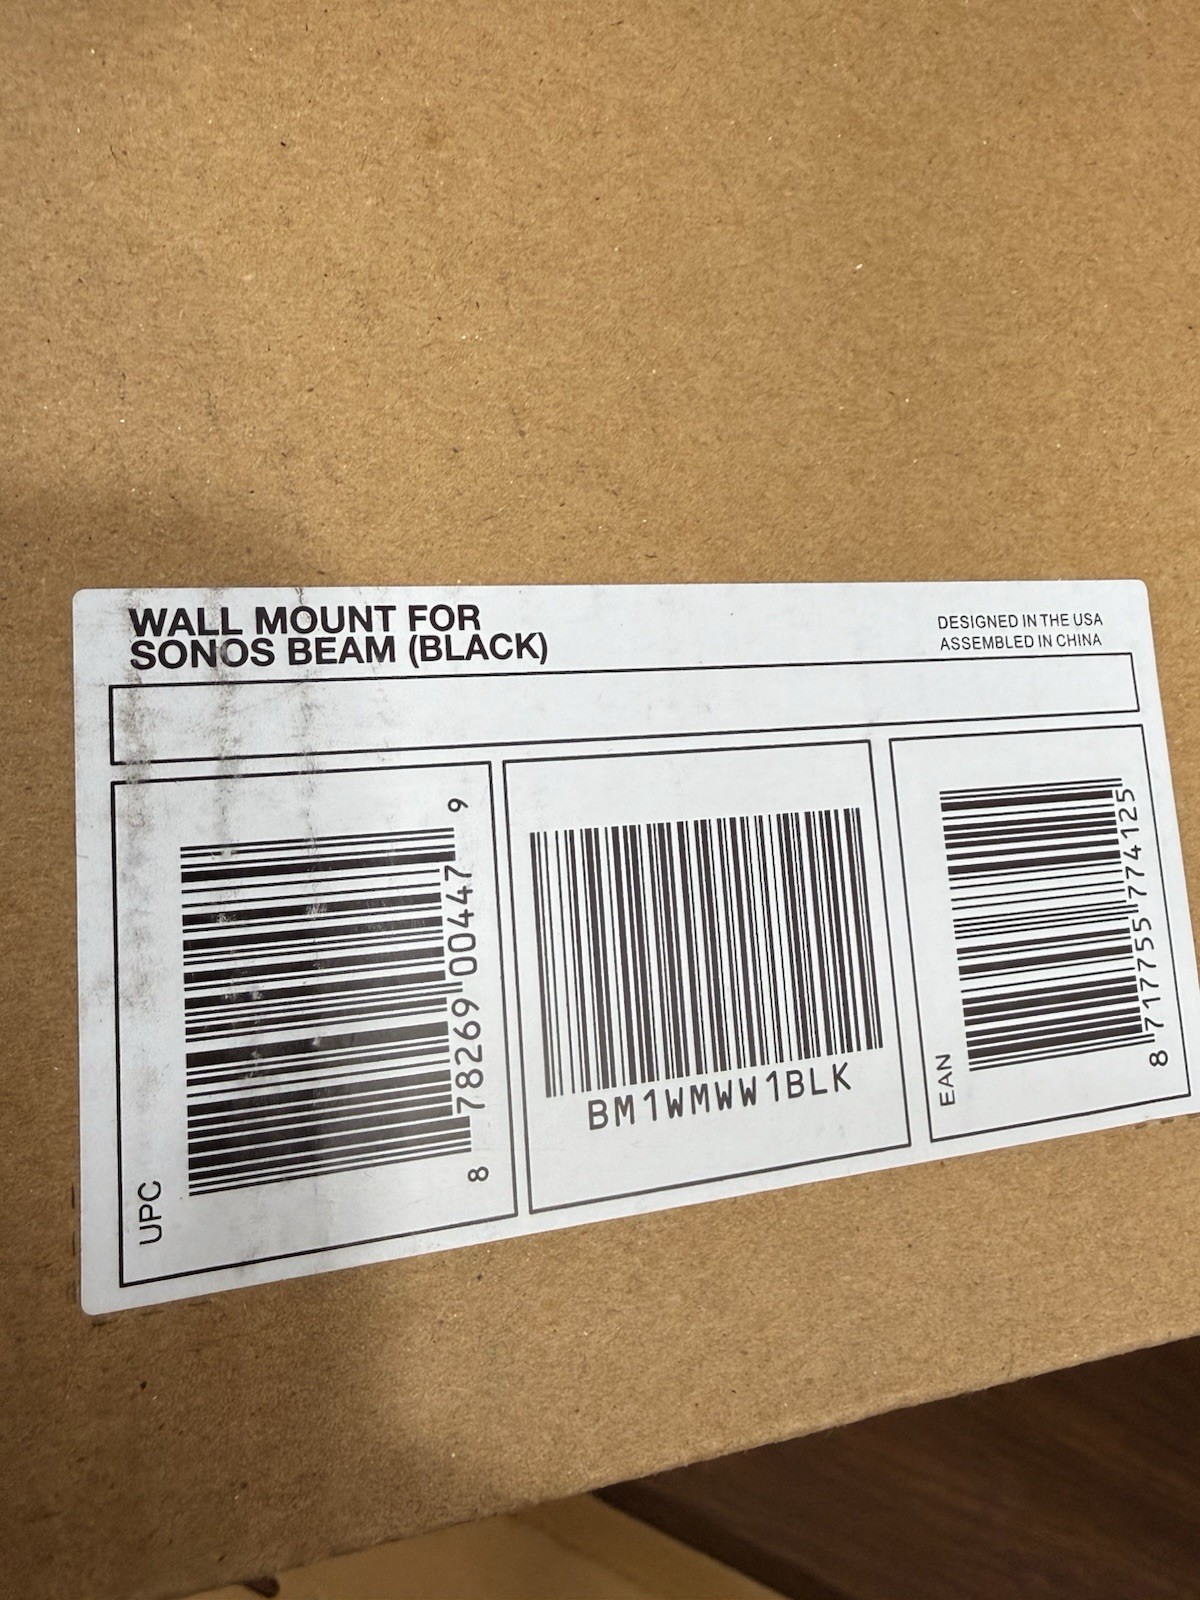 WALL MOUNT FOR
SONOS BEAM (BLACK)
DESIGNED IN THE USA
ASSEMBLED IN CHINA
UPC
8 78269 00447 9
BM1WMWW1BLK
EAN
8 717755 774125